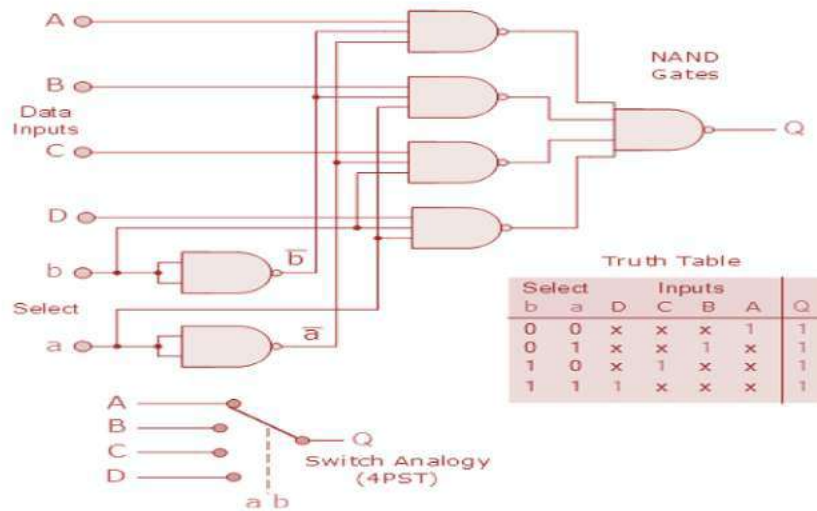 A
B
Data
Inputs
C
D
b
Select
a
b̅
a̅
NAND
Gates
Q
Truth Table
Select Inputs
b a D C B A Q
0 0 x x x 1 1
0 1 x x 1 x 1
1 0 x 1 x x 1
1 1 1 x x x 1
A
B
C
D
Q
Switch Analogy
(4PST)
a b